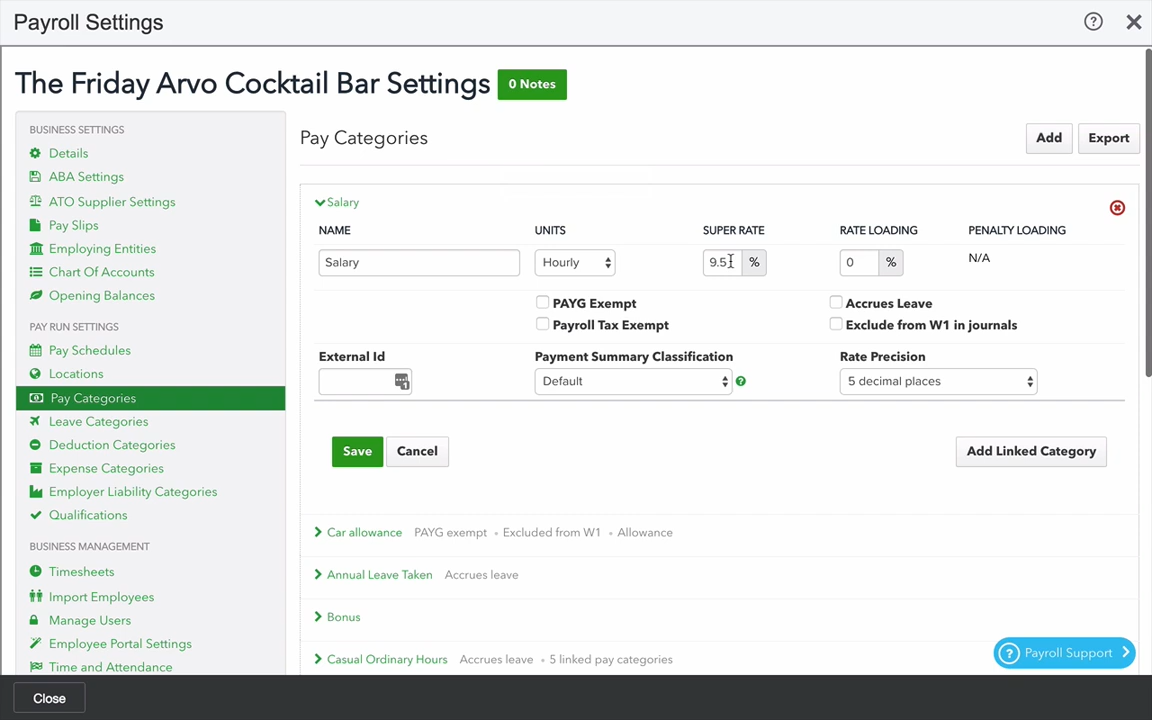 Payroll Settings
The Friday Arvo Cocktail Bar Settings 0 Notes
BUSINESS SETTINGS
Details
ABA Settings
ATO Supplier Settings
Pay Slips
Employing Entities
Chart Of Accounts
Opening Balances
PAY RUN SETTINGS
Pay Schedules
Locations
Pay Categories
Leave Categories
Deduction Categories
Expense Categories
Employer Liability Categories
Qualifications
BUSINESS MANAGEMENT
Timesheets
Import Employees
Manage Users
Employee Portal Settings
Time and Attendance
Pay Categories Add Export
Salary
NAME UNITS SUPER RATE RATE LOADING PENALTY LOADING
Salary Hourly 9.5 % 0 % N/A
PAYG Exempt Accrues Leave
Payroll Tax Exempt Exclude from W1 in journals
External Id Payment Summary Classification Rate Precision
Default ? 5 decimal places
Save Cancel Add Linked Category
Car allowance PAYG exempt • Excluded from W1 • Allowance
Annual Leave Taken Accrues leave
Bonus
Casual Ordinary Hours Accrues leave • 5 linked pay categories
? Payroll Support
Close